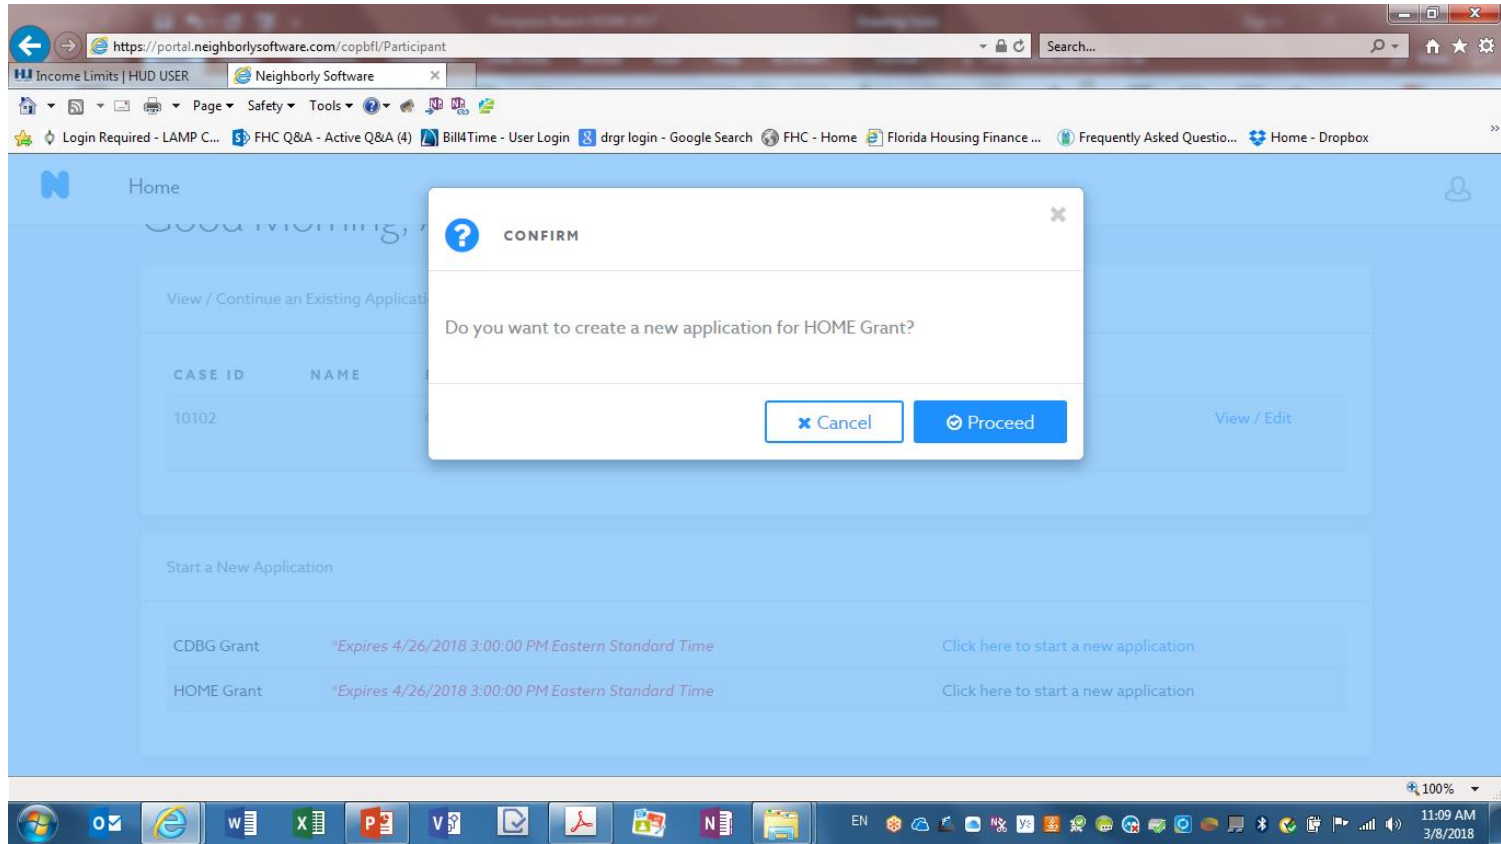 https://portal.neighborlysoftware.com/copbfl/Participant
Search...
Income Limits | HUD USER
Neighborly Software
Page Safety Tools
Login Required - LAMP C... FHC Q&A - Active Q&A (4) Bill4Time - User Login drgr login - Google Search FHC - Home Florida Housing Finance ... Frequently Asked Questio... Home - Dropbox
Home
Good Morning,
CONFIRM
View / Continue an Existing Applicati
Do you want to create a new application for HOME Grant?
CASE ID NAME
10102
Cancel Proceed
View / Edit
Start a New Application
CDBG Grant *Expires 4/26/2018 3:00:00 PM Eastern Standard Time Click here to start a new application
HOME Grant *Expires 4/26/2018 3:00:00 PM Eastern Standard Time Click here to start a new application
100%
EN
11:09 AM
3/8/2018